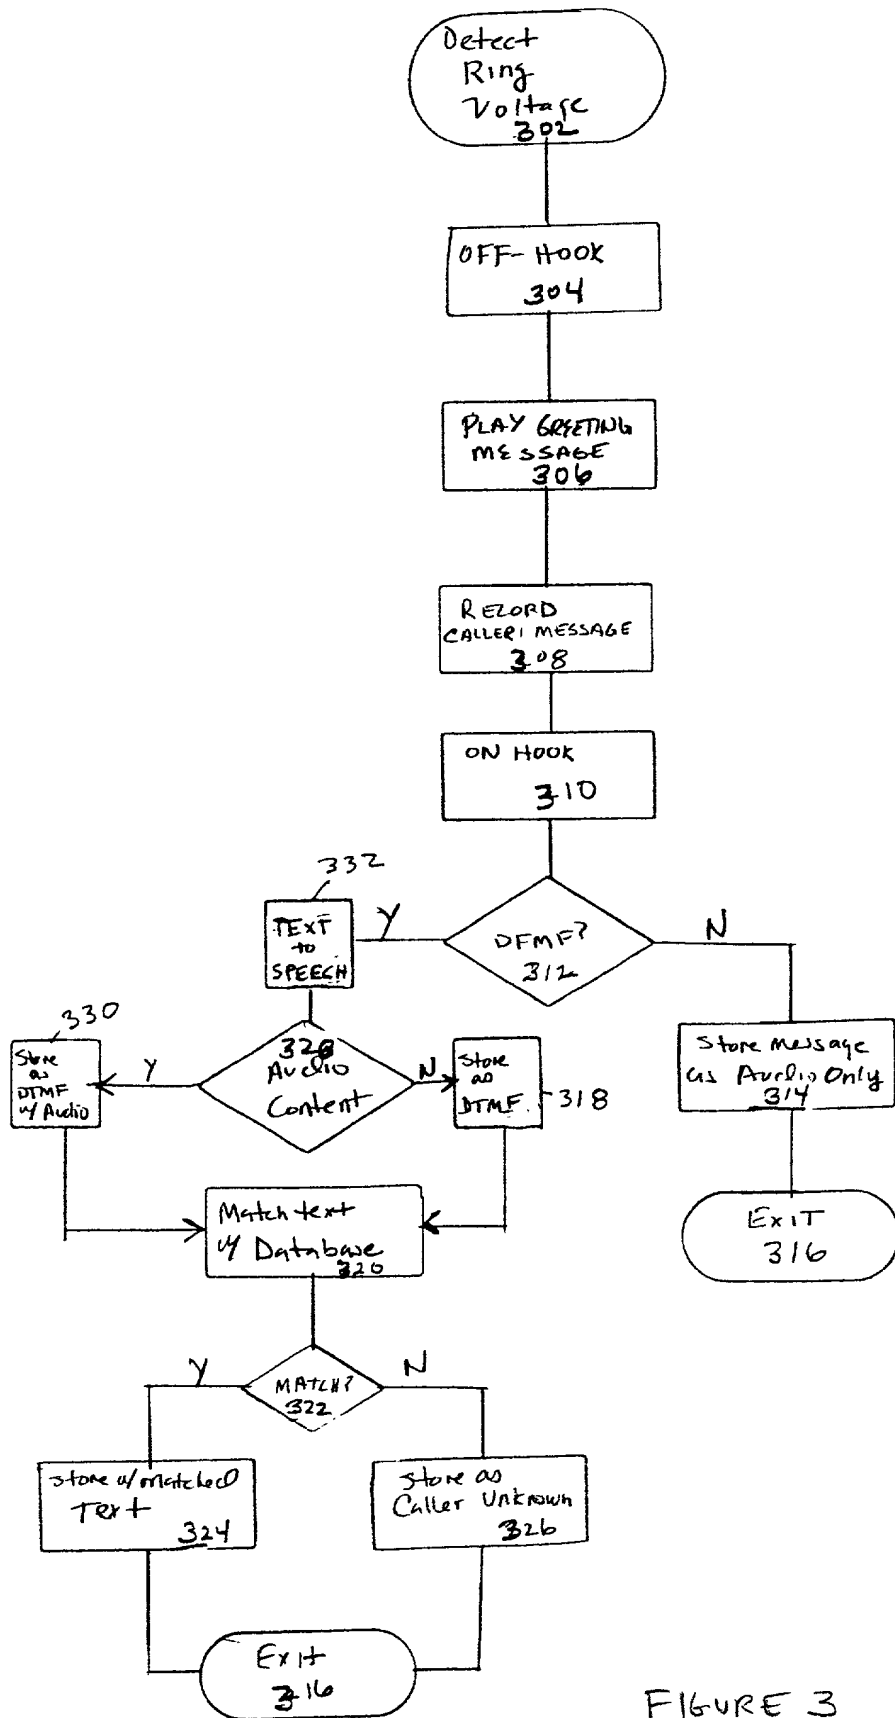 Detect
Ring
Voltage
302
OFF-HOOK
304
PLAY GREETING
MESSAGE
306
RECORD
CALLER MESSAGE
308
ON HOOK
310
332
TEXT
to
SPEECH
Y
DFMF?
312
N
330
Store
as
DTMF
w/ Audio
Y
328
Audio
Content
N
Store
as
DTMF
318
Store message
as Audio Only
314
Match text
w/ Database
320
EXIT
316
Y
MATCH?
322
N
Store w/matched
Text
324
Store as
Caller Unknown
326
Exit
316
FIGURE 3